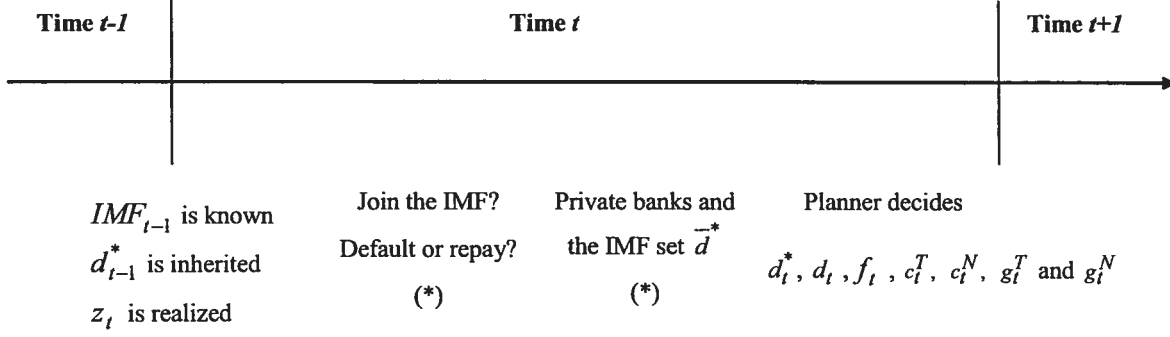 Time t-1
Time t
Time t+1
IMF_{t-1} is known
d^*_{t-1} is inherited
z_t is realized
Join the IMF?
Default or repay?
(*)
Private banks and
the IMF set \bar{d}^*
(*)
Planner decides
d^*_t, d_t, f_t, c^T_t, c^N_t, g^T_t and g^N_t